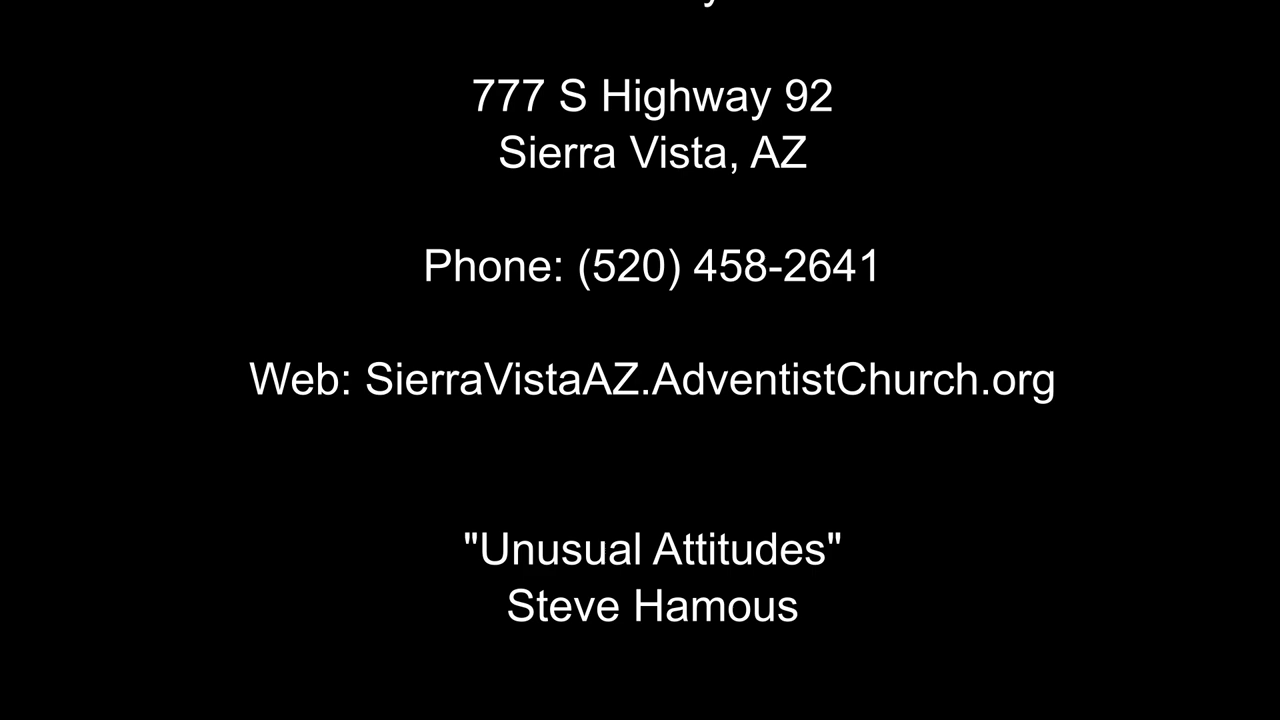 777 S Highway 92
Sierra Vista, AZ
Phone: (520) 458-2641
Web: SierraVistaAZ.AdventistChurch.org
"Unusual Attitudes"
Steve Hamous